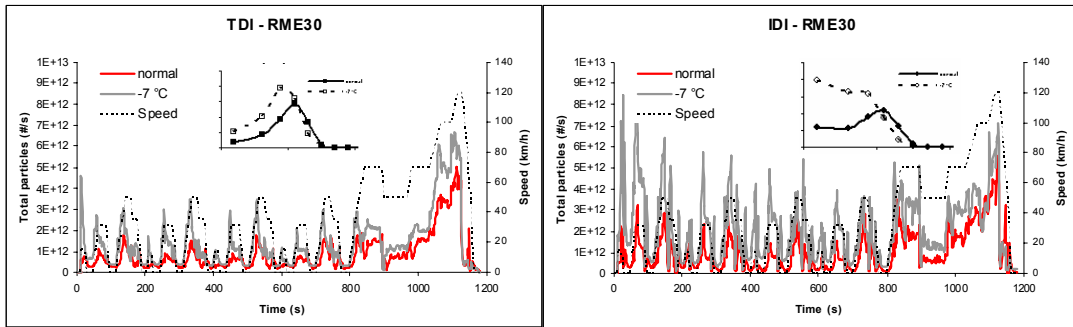 TDI - RME30
Total particles (#/s)
1E+13
9E+12
8E+12
7E+12
6E+12
5E+12
4E+12
3E+12
2E+12
1E+12
0
normal
-7 °C
Speed
normal
-7 °C
140
120
100
80
60
40
20
0
Speed (km/h)
0 200 400 600 800 1000 1200
Time (s)
IDI - RME30
Total particles (#/s)
1E+13
9E+12
8E+12
7E+12
6E+12
5E+12
4E+12
3E+12
2E+12
1E+12
0
normal
-7 °C
Speed
normal
-7 °C
140
120
100
80
60
40
20
0
Speed (km/h)
0 200 400 600 800 1000 1200
Time (s)